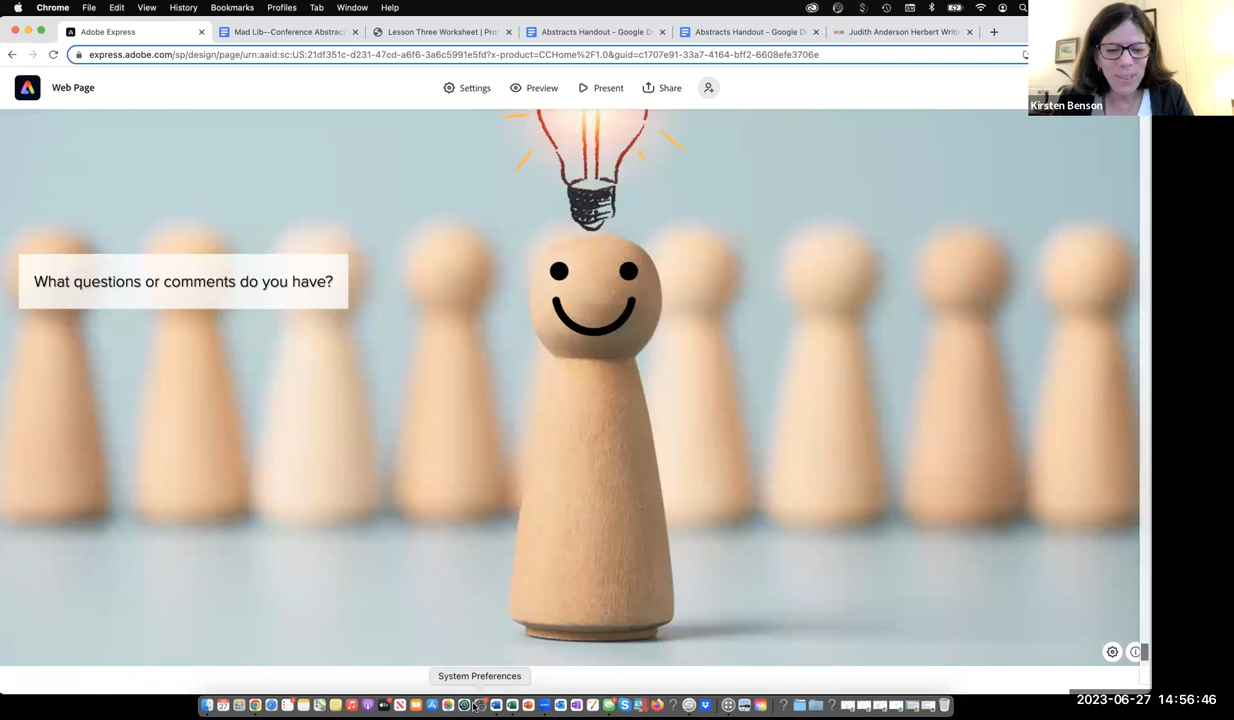 Chrome File Edit View History Bookmarks Profiles Tab Window Help
Adobe Express
Mad Lib--Conference Abstrac
Lesson Three Worksheet | Pro
Abstracts Handout - Google D
Abstracts Handout - Google D
Judith Anderson Herbert Writi
express.adobe.com/sp/design/page/urn:aaid:sc:US:21df351c-d231-47cd-a6f6-3a6c5991e5fd?x-product=CCHome%2F1.0&guid=c1707e91-33a7-4164-bff2-6608efe3706e
Web Page
Settings
Preview
Present
Share
Kirsten Benson
What questions or comments do you have?
System Preferences
2023-06-27 14:56:46